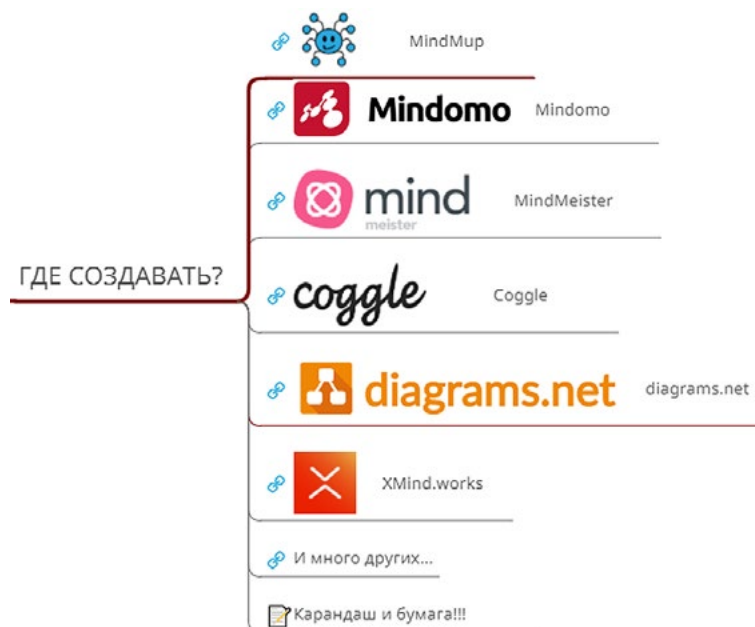 MindMup
Mindomo Mindomo
mind
meister
MindMeister
ГДЕ СОЗДАВАТЬ?
coggle Coggle
diagrams.net diagrams.net
XMind.works
И много других...
Карандаш и бумага!!!